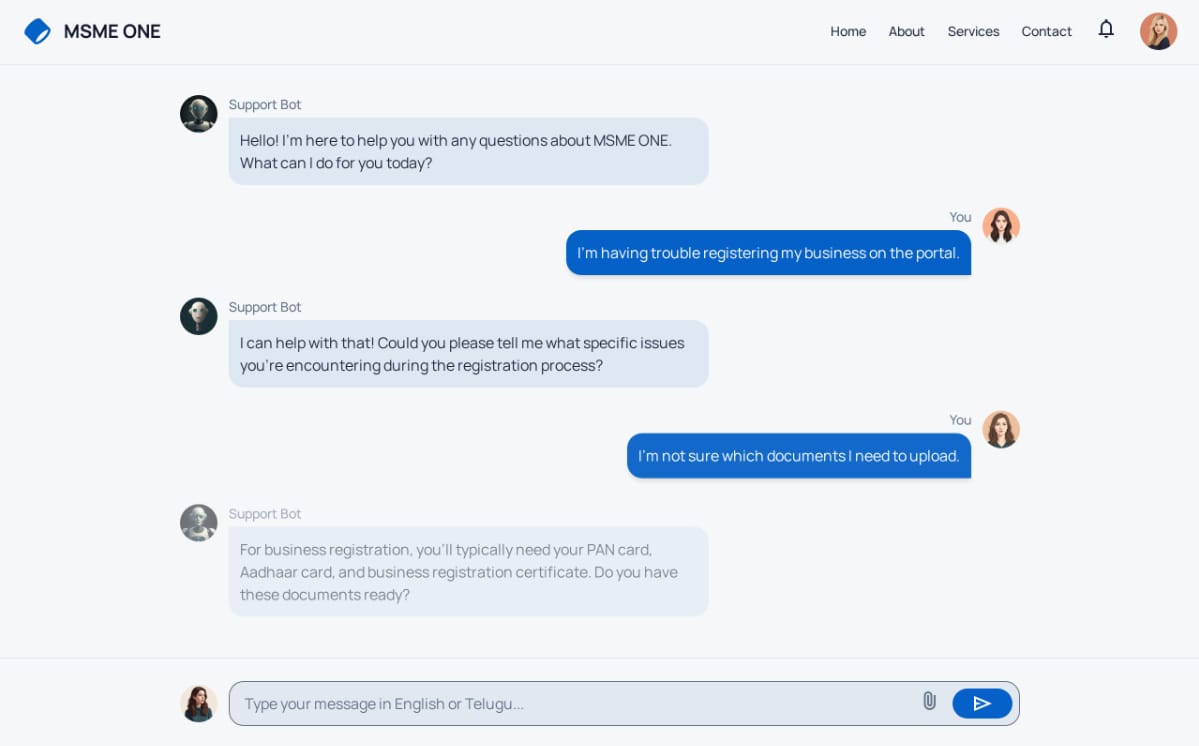 MSME ONE
Home About Services Contact
Support Bot
Hello! I'm here to help you with any questions about MSME ONE.
What can I do for you today?
You
I'm having trouble registering my business on the portal.
Support Bot
I can help with that! Could you please tell me what specific issues
you're encountering during the registration process?
You
I'm not sure which documents I need to upload.
Support Bot
For business registration, you'll typically need your PAN card,
Aadhaar card, and business registration certificate. Do you have
these documents ready?
Type your message in English or Telugu...